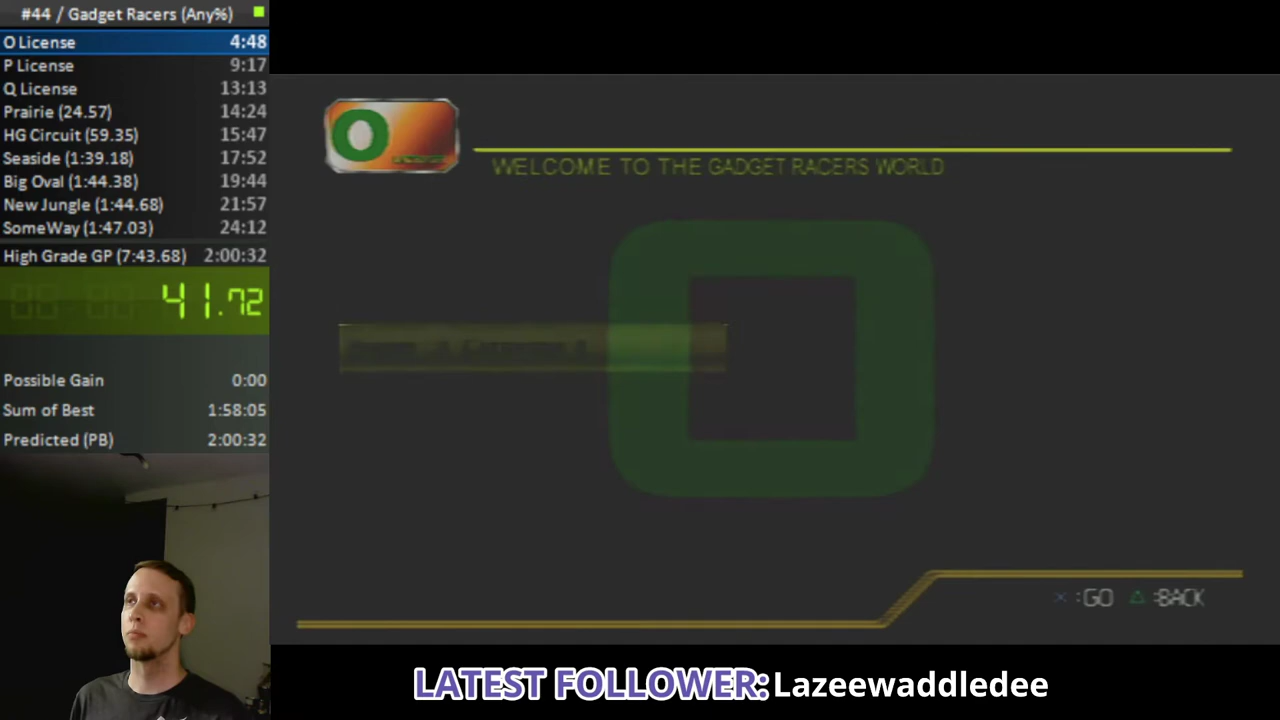 #44 / Gadget Racers (Any%)
O License 4:48
P License 9:17
Q License 13:13
Prairie (24.57) 14:24
HG Circuit (59.35) 15:47
Seaside (1:39.18) 17:52
Big Oval (1:44.38) 19:44
New Jungle (1:44.68) 21:57
SomeWay (1:47.03) 24:12
High Grade GP (7:43.68) 2:00:32
41.72
Possible Gain 0:00
Sum of Best 1:58:05
Predicted (PB) 2:00:32
O
WELCOME TO THE GADGET RACERS WORLD
× :GO △ :BACK
LATEST FOLLOWER: Lazeewaddledee